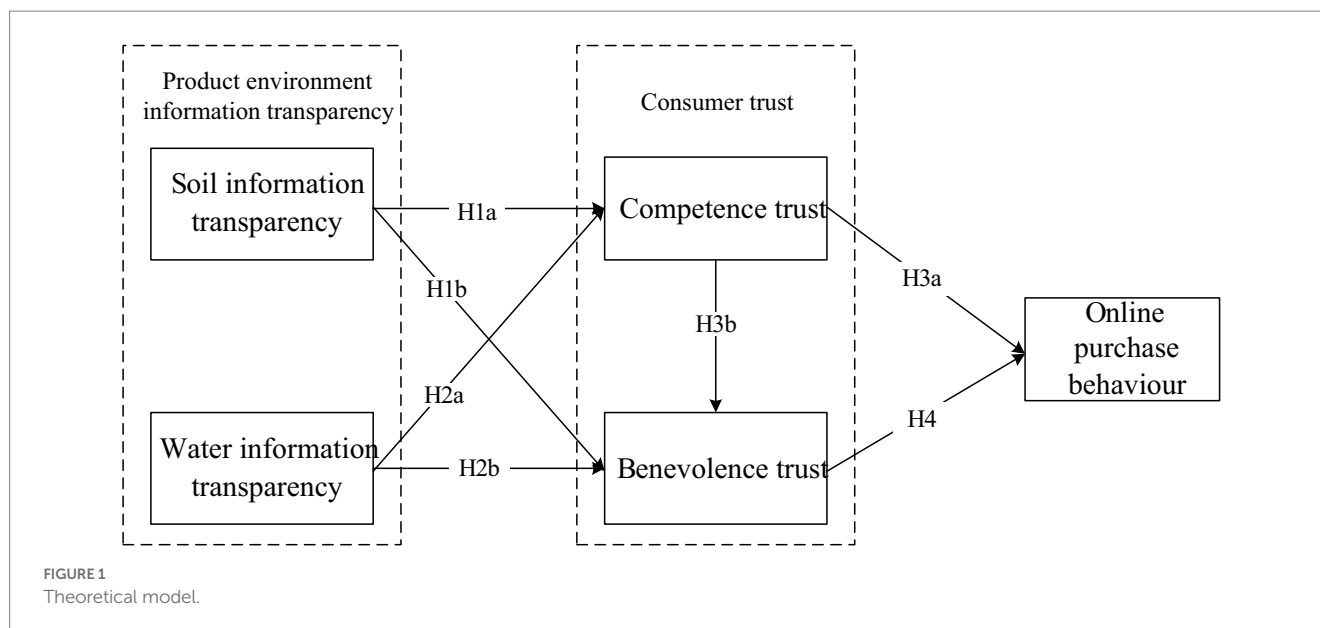 Product environment
information transparency
Consumer trust
Soil information
transparency
H1a
Competence trust
H1b
H3a
H3b
Online
purchase
behaviour
H2a
Water information
transparency
H2b
Benevolence trust
H4
FIGURE 1
Theoretical model.